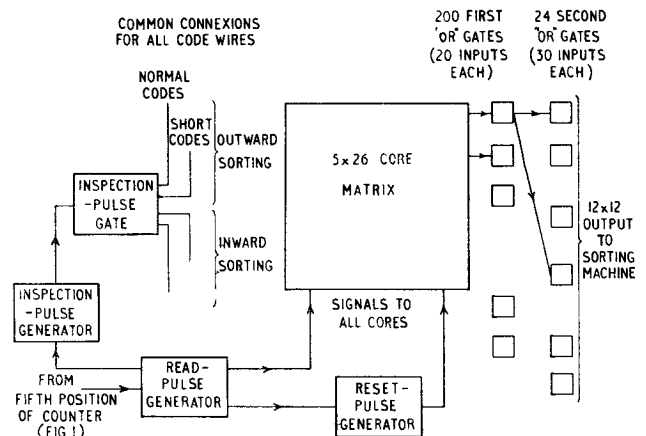 COMMON CONNEXIONS
FOR ALL CODE WIRES
200 FIRST
"OR" GATES
(20 INPUTS
EACH)
24 SECOND
"OR" GATES
(30 INPUTS
EACH)
NORMAL
CODES
SHORT
CODES
OUTWARD
SORTING
INWARD
SORTING
INSPECTION
-PULSE
GATE
INSPECTION
-PULSE
GENERATOR
5x26 CORE
MATRIX
12x12
OUTPUT
TO
SORTING
MACHINE
SIGNALS TO
ALL CORES
FROM
FIFTH POSITION
OF COUNTER
(FIG.1)
READ-
PULSE
GENERATOR
RESET-
PULSE
GENERATOR